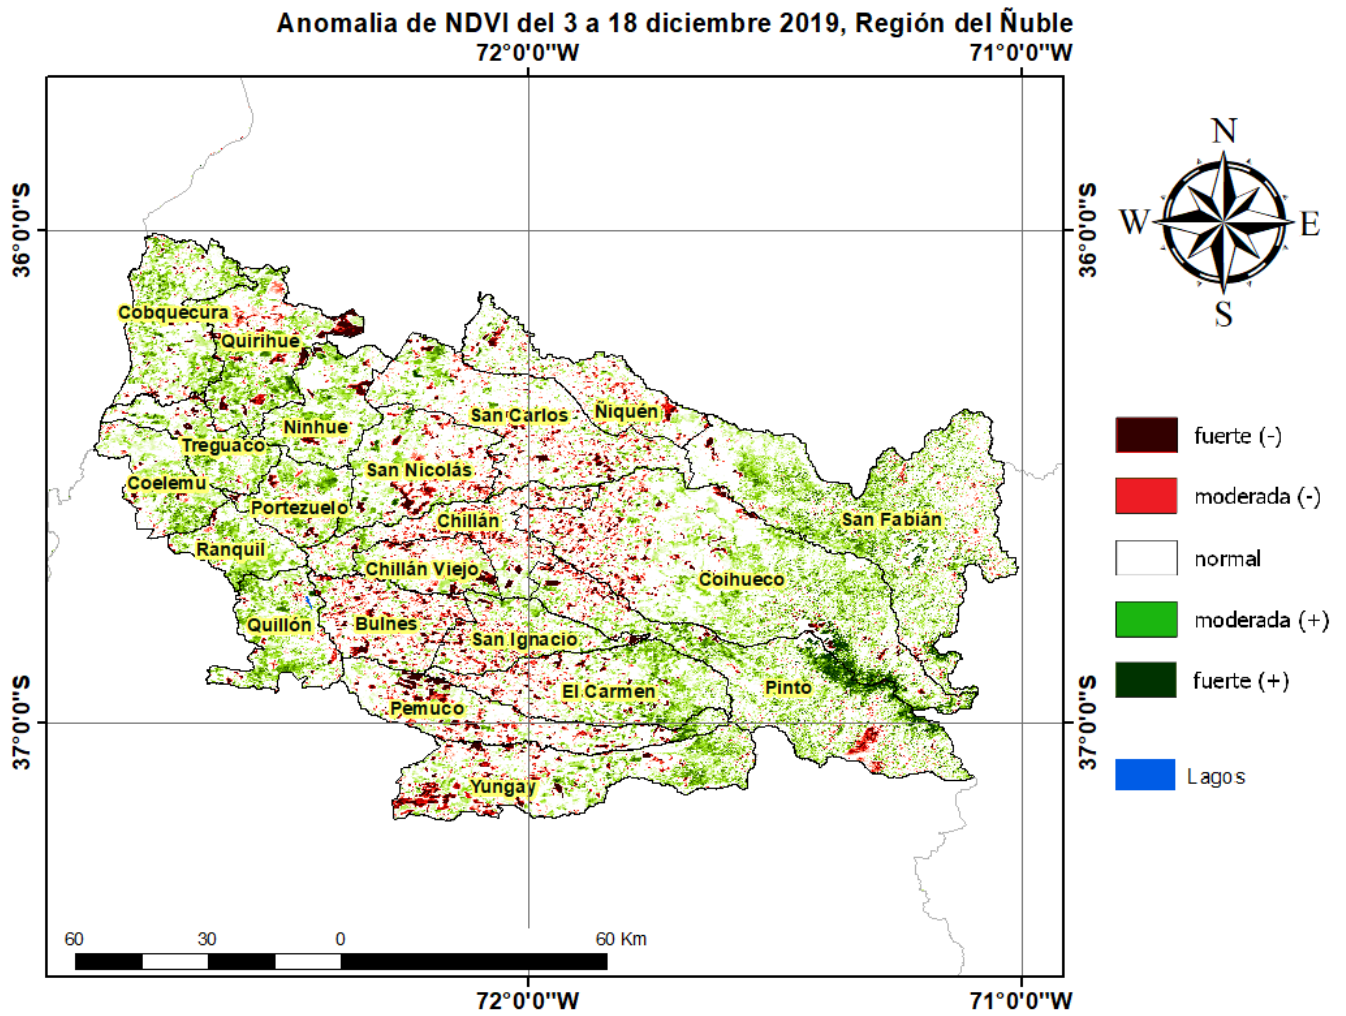 Anomalia de NDVI del 3 a 18 diciembre 2019, Región del Ñuble
72°0'0"W
71°0'0"W
36°0'0"S
36°0'0"S
N
W
E
S
Cobquecura
Quirihue
San Carlos
Ñiquén
Ninhue
Treguaco
San Nicolás
Coelemu
Portezuelo
Chillán
San Fabián
Ranquil
Chillán Viejo
Coihueco
Quillón
Bulnes
San Ignacio
El Carmen
Pinto
Pemuco
Yungay
37°0'0"S
37°0'0"S
fuerte (-)
moderada (-)
normal
moderada (+)
fuerte (+)
Lagos
60 30 0 60 Km
72°0'0"W
71°0'0"W